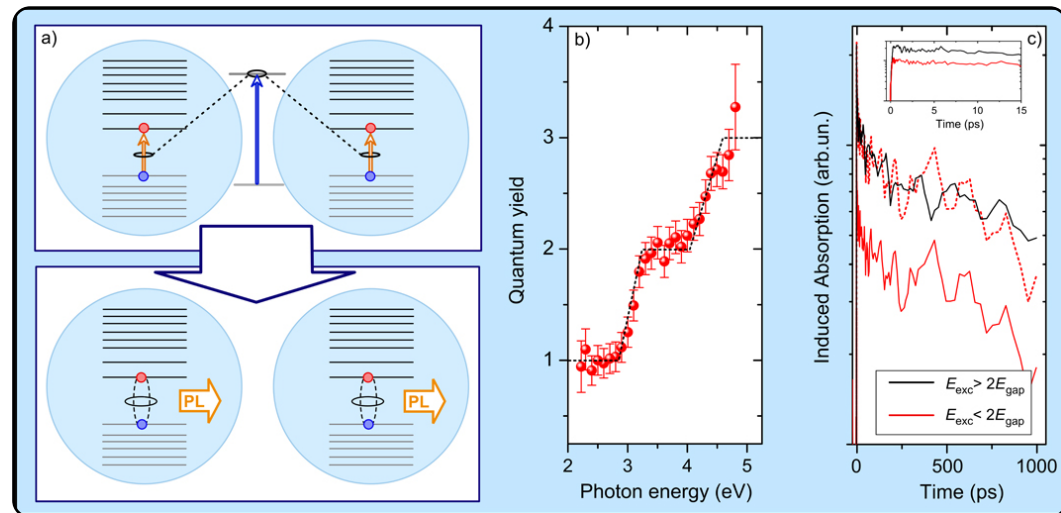 a)
PL
PL
b)
4
3
2
1
Quantum yield
2
3
4
5
Photon energy (eV)
c)
0
5
10
15
Time (ps)
Induced Absorption (arb.un.)
E_exc > 2E_gap
E_exc < 2E_gap
0
500
1000
Time (ps)